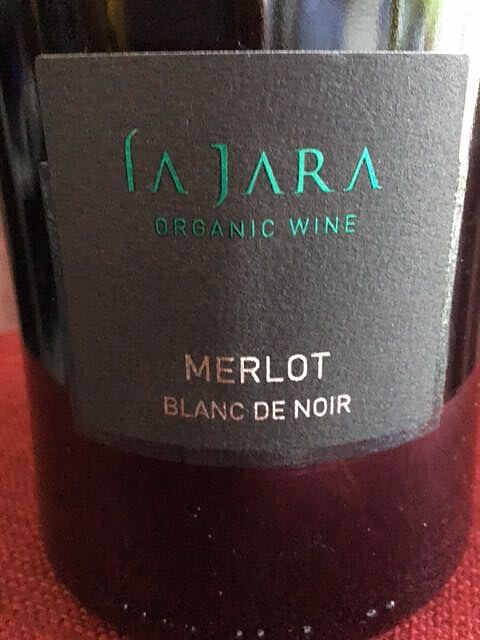 la JARA
ORGANIC WINE
MERLOT
BLANC DE NOIR